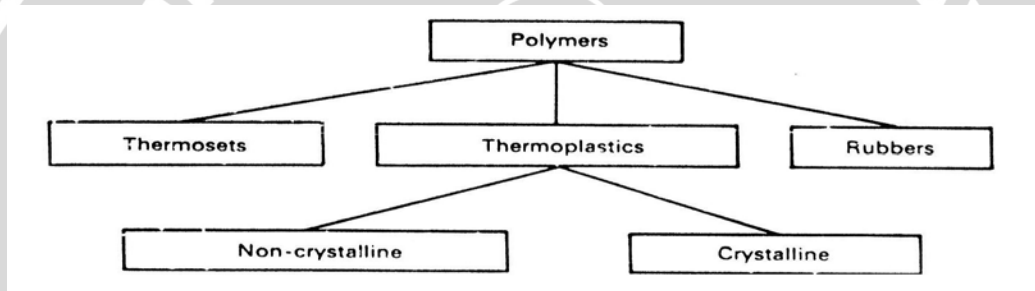 Polymers
Thermosets
Thermoplastics
Rubbers
Non-crystalline
Crystalline